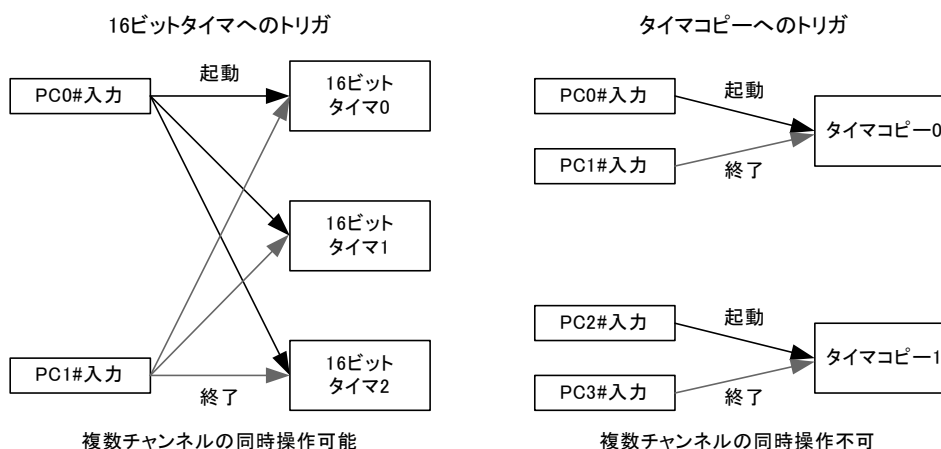 16ビットタイマへのトリガ
PC0#入力
起動
16ビット
タイマ0
16ビット
タイマ1
PC1#入力
終了
16ビット
タイマ2
複数チャンネルの同時操作可能
タイマコピーへのトリガ
PC0#入力
起動
タイマコピー0
PC1#入力
終了
PC2#入力
起動
タイマコピー1
PC3#入力
終了
複数チャンネルの同時操作不可